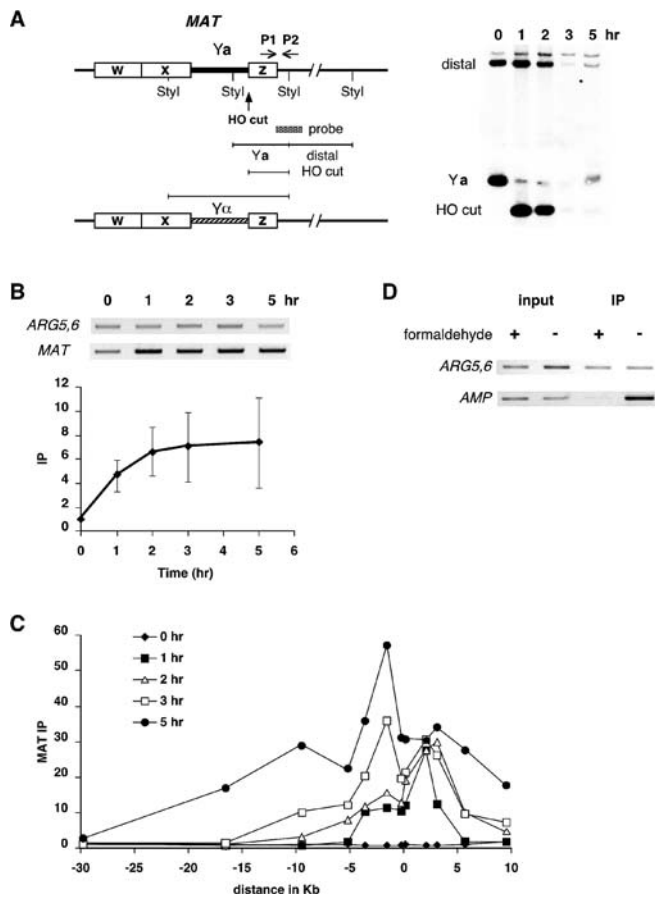 A
MAT
Ya
P1 P2
W X Z
StyI StyI StyI StyI
HO cut
probe
Ya distal
HO cut
Yα
W X Z
0 1 2 3 5 hr
distal
Ya
HO cut
B
0 1 2 3 5 hr
ARG5,6
MAT
12
10
8
6
4
2
0
IP
0 1 2 3 4 5 6
Time (hr)
D
input IP
formaldehyde + - + -
ARG5,6
AMP
C
60
50
40
30
20
10
0
MAT IP
0 hr
1 hr
2 hr
3 hr
5 hr
-30 -25 -20 -15 -10 -5 0 5 10
distance in Kb